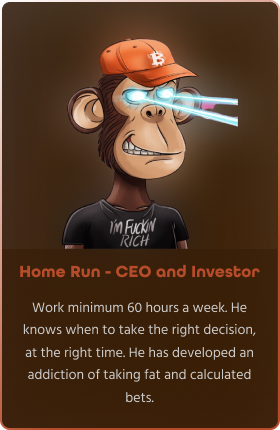 ₿
I'm Fuckin
Rich
Home Run - CEO and Investor
Work minimum 60 hours a week. He
knows when to take the right decision,
at the right time. He has developed an
addiction of taking fat and calculated
bets.